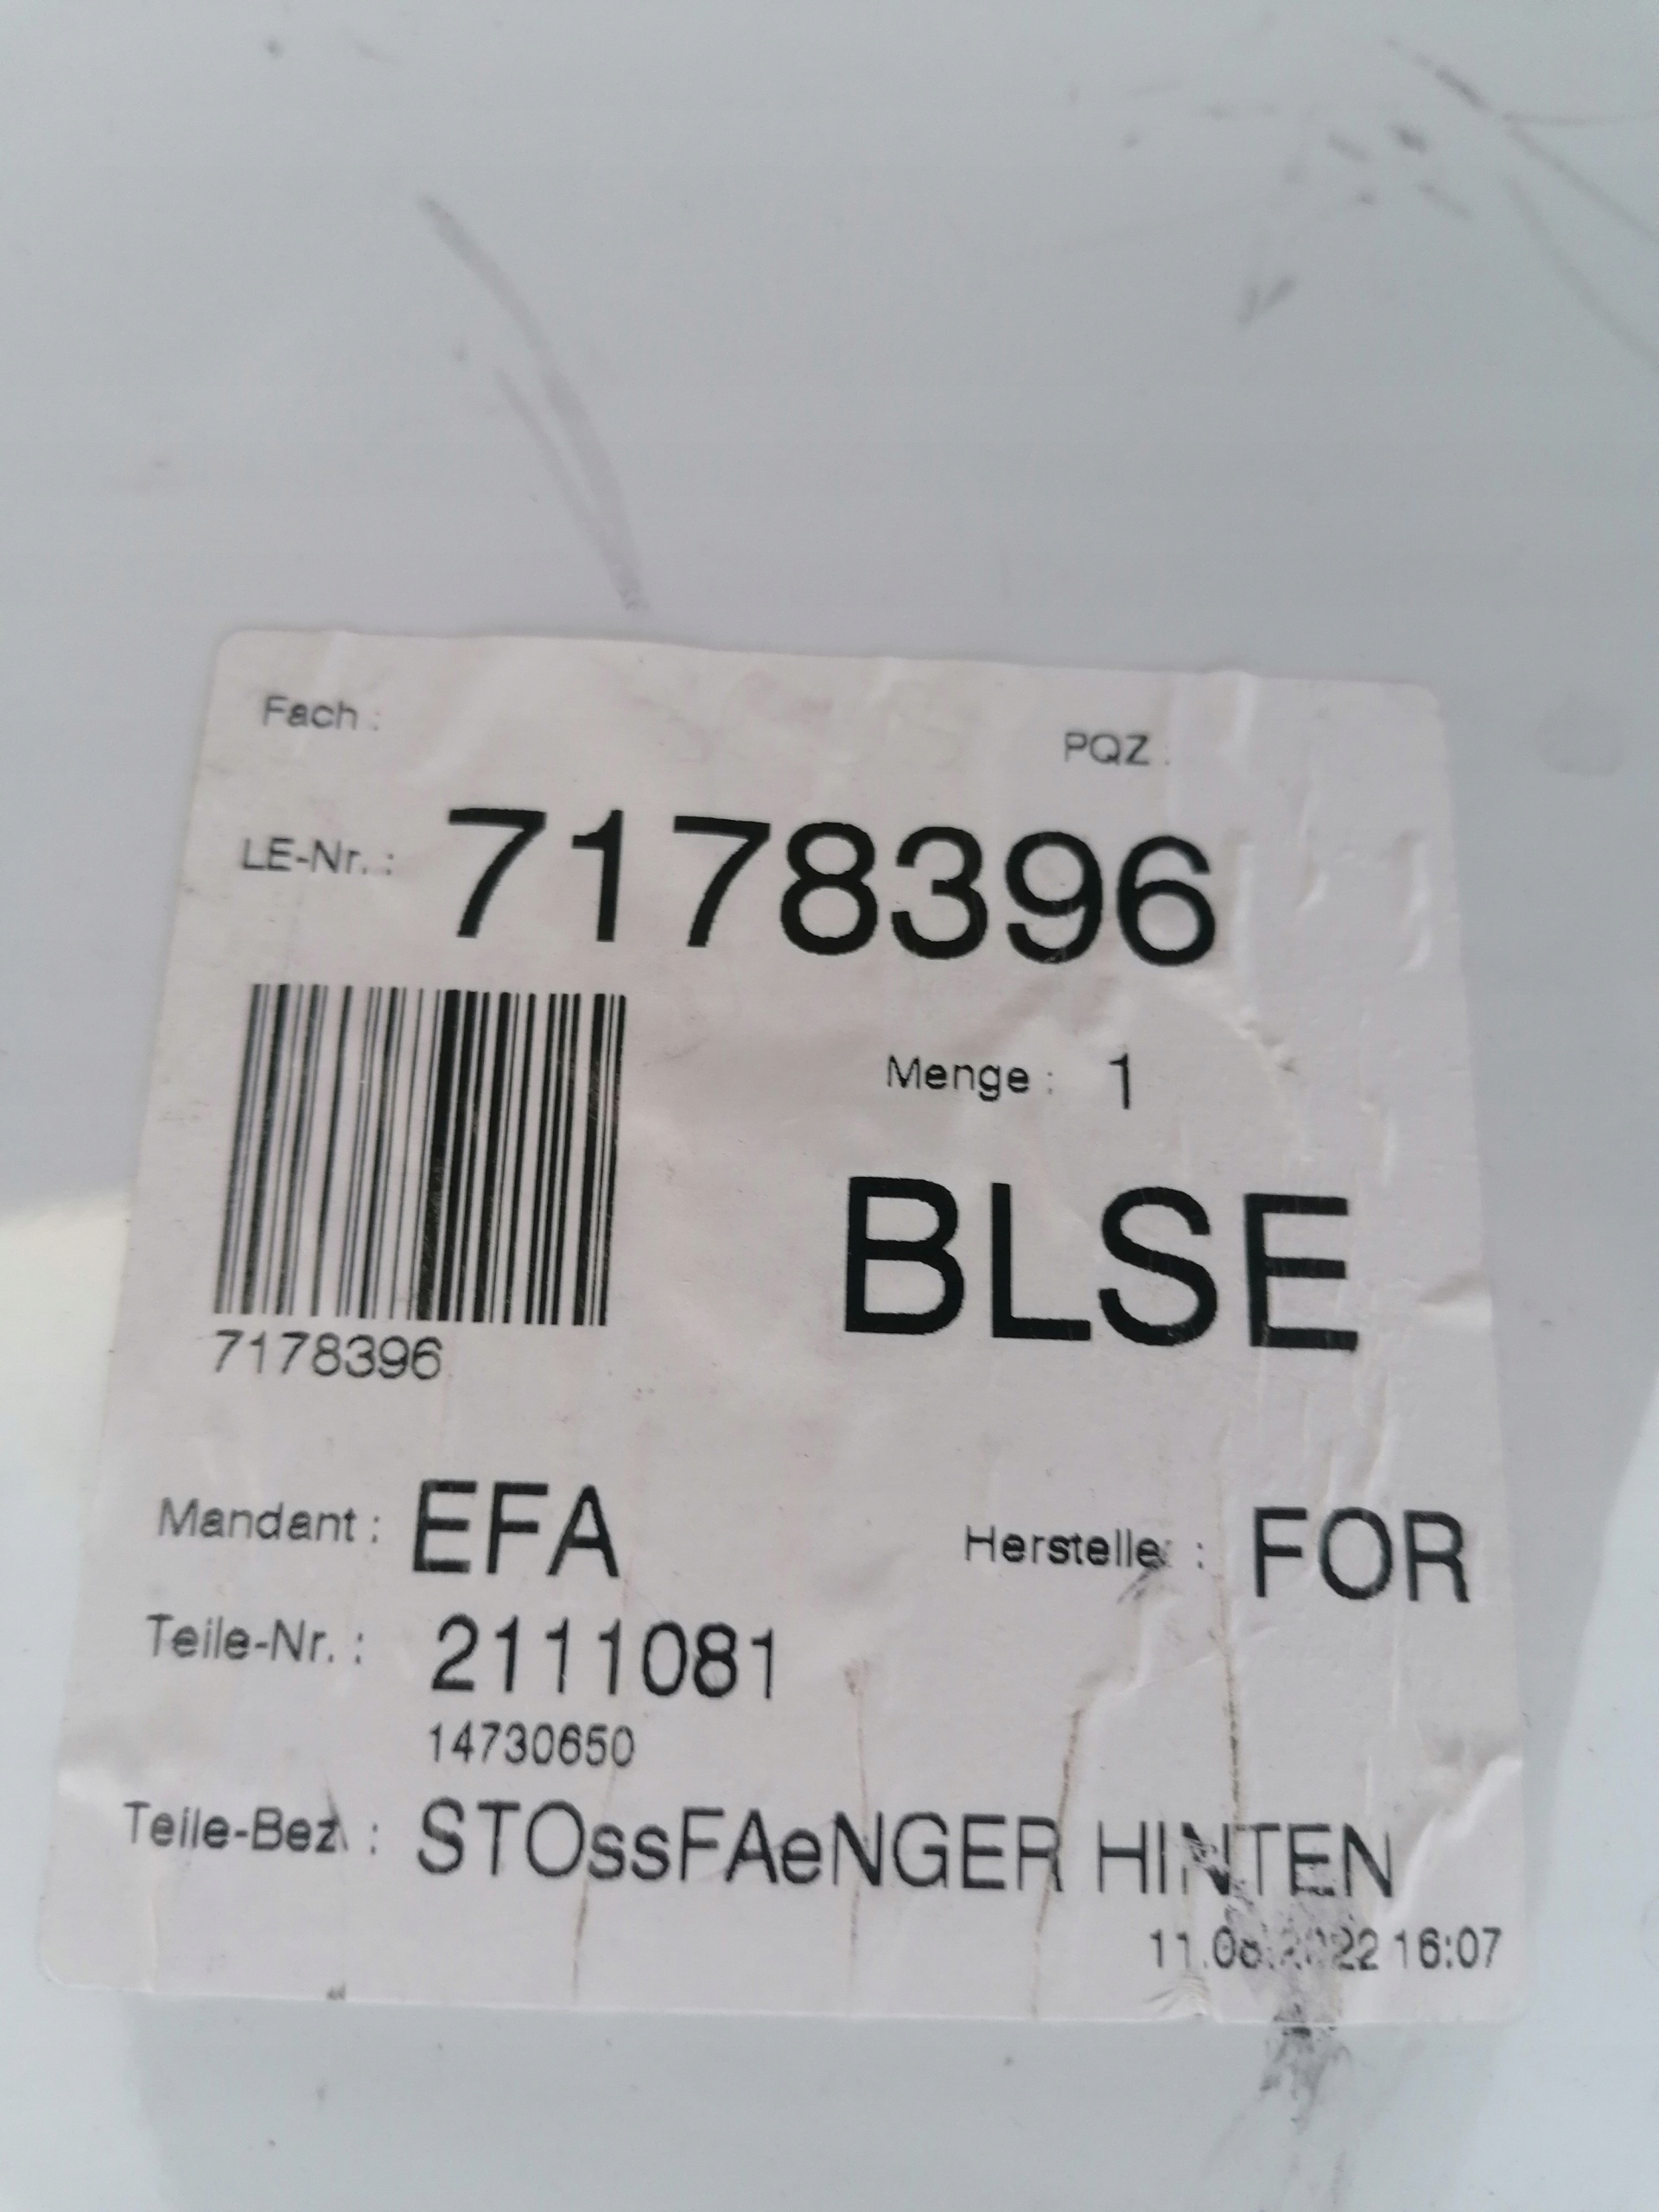 Fach :
PQZ :
LE-Nr. : 7178396
7178396
Menge : 1
BLSE
Mandant : EFA
Hersteller : FOR
Teile-Nr. : 2111081
14730650
Teile-Bez. : STOssFAeNGER HINTEN
16:07